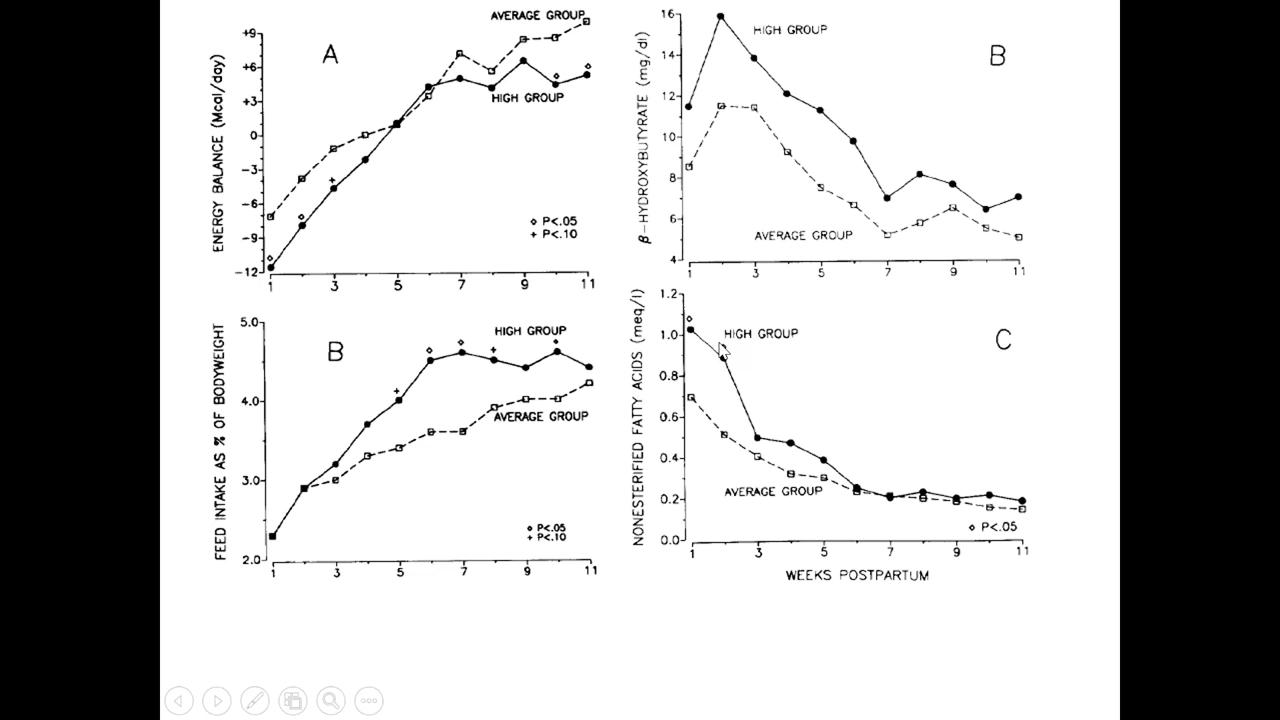 AVERAGE GROUP
+9
+6
+3
0
−3
−6
−9
−12
ENERGY BALANCE (Mcal/day)
A
HIGH GROUP
◇ P<.05
+ P<.10
1 3 5 7 9 11
16
14
12
10
8
6
4
β-HYDROXYBUTYRATE (mg/dl)
HIGH GROUP
B
AVERAGE GROUP
1 3 5 7 9 11
5.0
4.0
3.0
2.0
FEED INTAKE AS % OF BODYWEIGHT
B
HIGH GROUP
AVERAGE GROUP
◇ P<.05
+ P<.10
1 3 5 7 9 11
1.2
1.0
0.8
0.6
0.4
0.2
0.0
NONESTERIFIED FATTY ACIDS (meq/l)
HIGH GROUP
C
AVERAGE GROUP
◇ P<.05
1 3 5 7 9 11
WEEKS POSTPARTUM